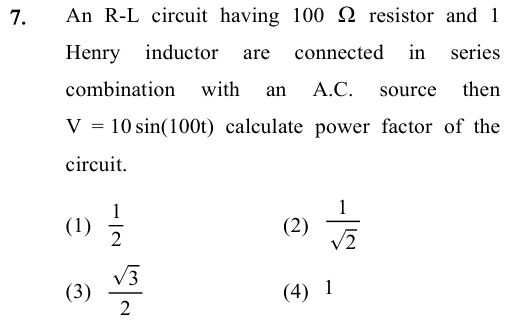 7. An R-L circuit having 100 Ω resistor and 1
Henry inductor are connected in series
combination with an A.C. source then
V = 10 sin(100t) calculate power factor of the
circuit.
(1) 1/2 (2) 1/√2
(3) √3/2 (4) 1